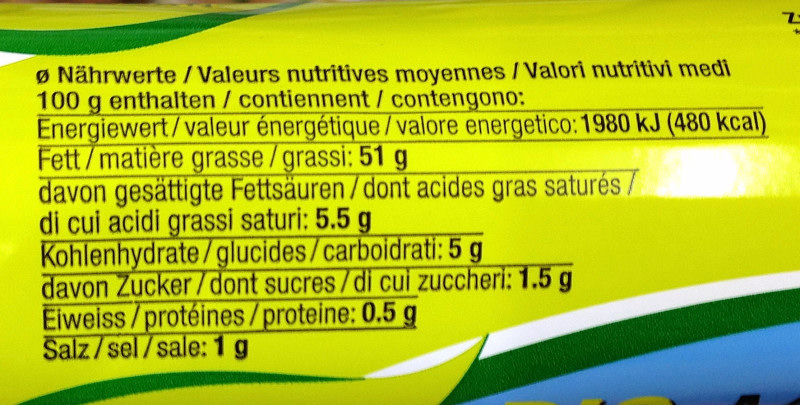 ø Nährwerte / Valeurs nutritives moyennes / Valori nutritivi medi
100 g enthalten / contiennent / contengono:
Energiewert / valeur énergétique / valore energetico: 1980 kJ (480 kcal)
Fett / matière grasse / grassi: 51 g
davon gesättigte Fettsäuren / dont acides gras saturés /
di cui acidi grassi saturi: 5.5 g
Kohlenhydrate / glucides / carboidrati: 5 g
davon Zucker / dont sucres / di cui zuccheri: 1.5 g
Eiweiss / protéines / proteine: 0.5 g
Salz / sel / sale: 1 g